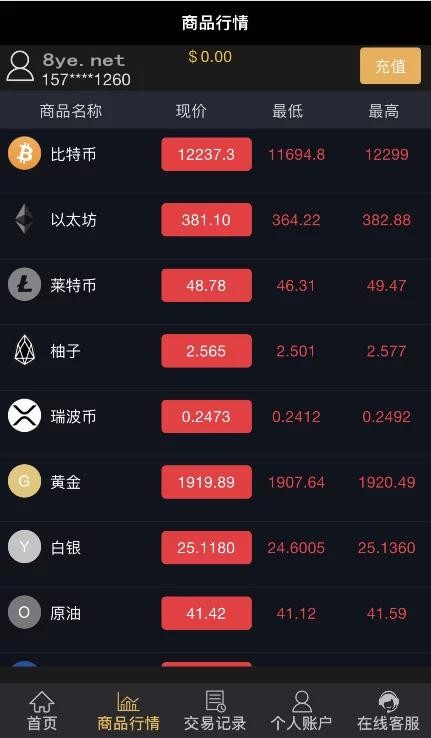 商品行情
8ye.net
$0.00
充值
157****1260
商品名称 现价 最低 最高
比特币 12237.3 11694.8 12299
以太坊 381.10 364.22 382.88
莱特币 48.78 46.31 49.47
柚子 2.565 2.501 2.577
瑞波币 0.2473 0.2412 0.2492
G 黄金 1919.89 1907.64 1920.49
Y 白银 25.1180 24.6005 25.1360
O 原油 41.42 41.12 41.59
首页 商品行情 交易记录 个人账户 在线客服